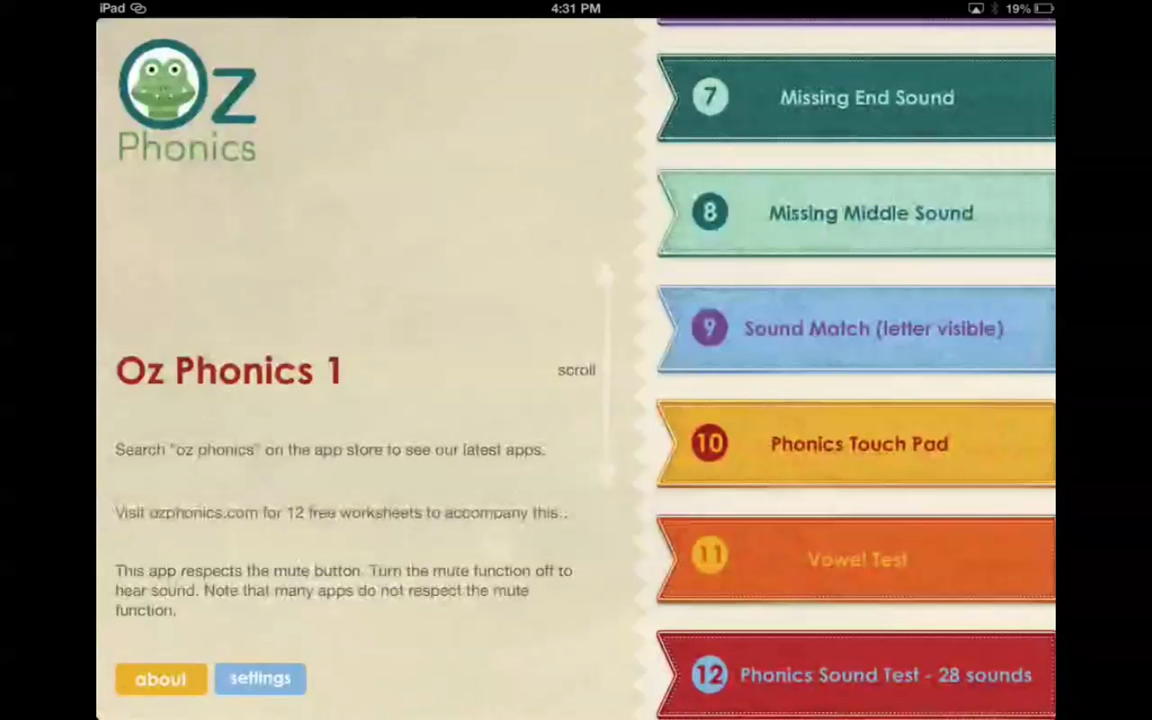 iPad 4:31 PM 19%
Oz
Phonics
Oz Phonics 1
scroll
Search "oz phonics" on the app store to see our latest apps.
Visit ozphonics.com for 12 free worksheets to accompany this..
This app respects the mute button. Turn the mute function off to
hear sound. Note that many apps do not respect the mute
function.
about settings
7 Missing End Sound
8 Missing Middle Sound
9 Sound Match (letter visible)
10 Phonics Touch Pad
11 Vowel Test
12 Phonics Sound Test - 28 sounds